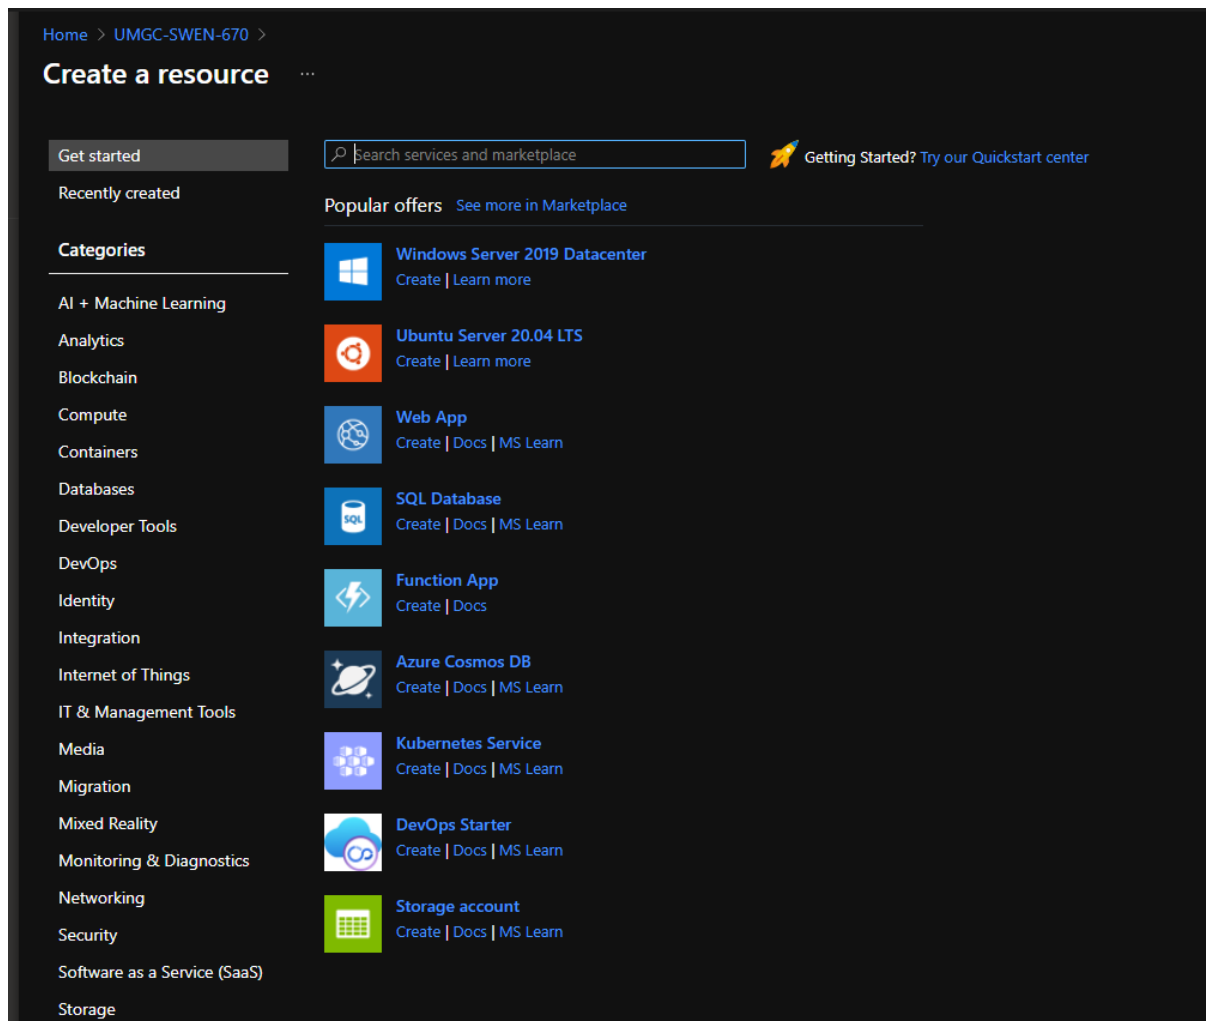 Home > UMGC-SWEN-670 >
Create a resource ...
Get started
Recently created
Categories
AI + Machine Learning
Analytics
Blockchain
Compute
Containers
Databases
Developer Tools
DevOps
Identity
Integration
Internet of Things
IT & Management Tools
Media
Migration
Mixed Reality
Monitoring & Diagnostics
Networking
Security
Software as a Service (SaaS)
Storage
Search services and marketplace
Getting Started? Try our Quickstart center
Popular offers See more in Marketplace
Windows Server 2019 Datacenter
Create | Learn more
Ubuntu Server 20.04 LTS
Create | Learn more
Web App
Create | Docs | MS Learn
SQL
SQL Database
Create | Docs | MS Learn
Function App
Create | Docs
Azure Cosmos DB
Create | Docs | MS Learn
Kubernetes Service
Create | Docs | MS Learn
DevOps Starter
Create | Docs | MS Learn
Storage account
Create | Docs | MS Learn